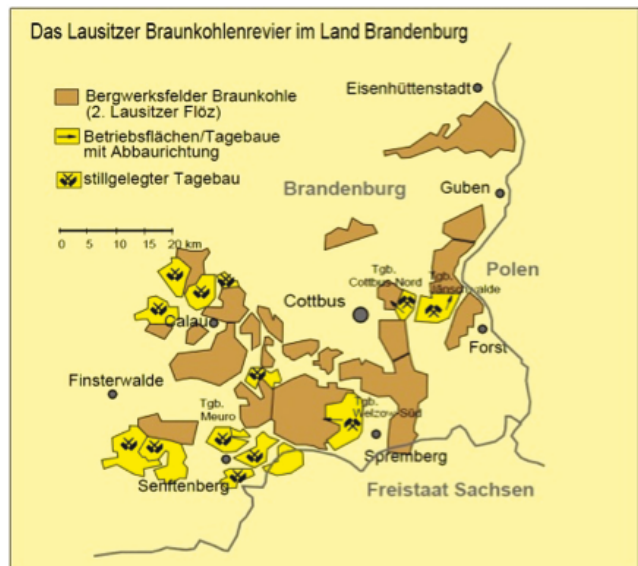 Das Lausitzer Braunkohlenrevier im Land Brandenburg
Eisenhüttenstadt
Bergwerksfelder Braunkohle
(2. Lausitzer Flöz)
Betriebsflächen/Tagebaue
mit Abbaurichtung
stillgelegter Tagebau
Brandenburg
Guben
0 5 10 20 km
Polen
Tgb.
Cottbus-Nord
Tgb.
Jänschwalde
Cottbus
Calau
Forst
Finsterwalde
Tgb.
Meuro
Tgb.
Welzow-Süd
Spremberg
Senftenberg
Freistaat Sachsen